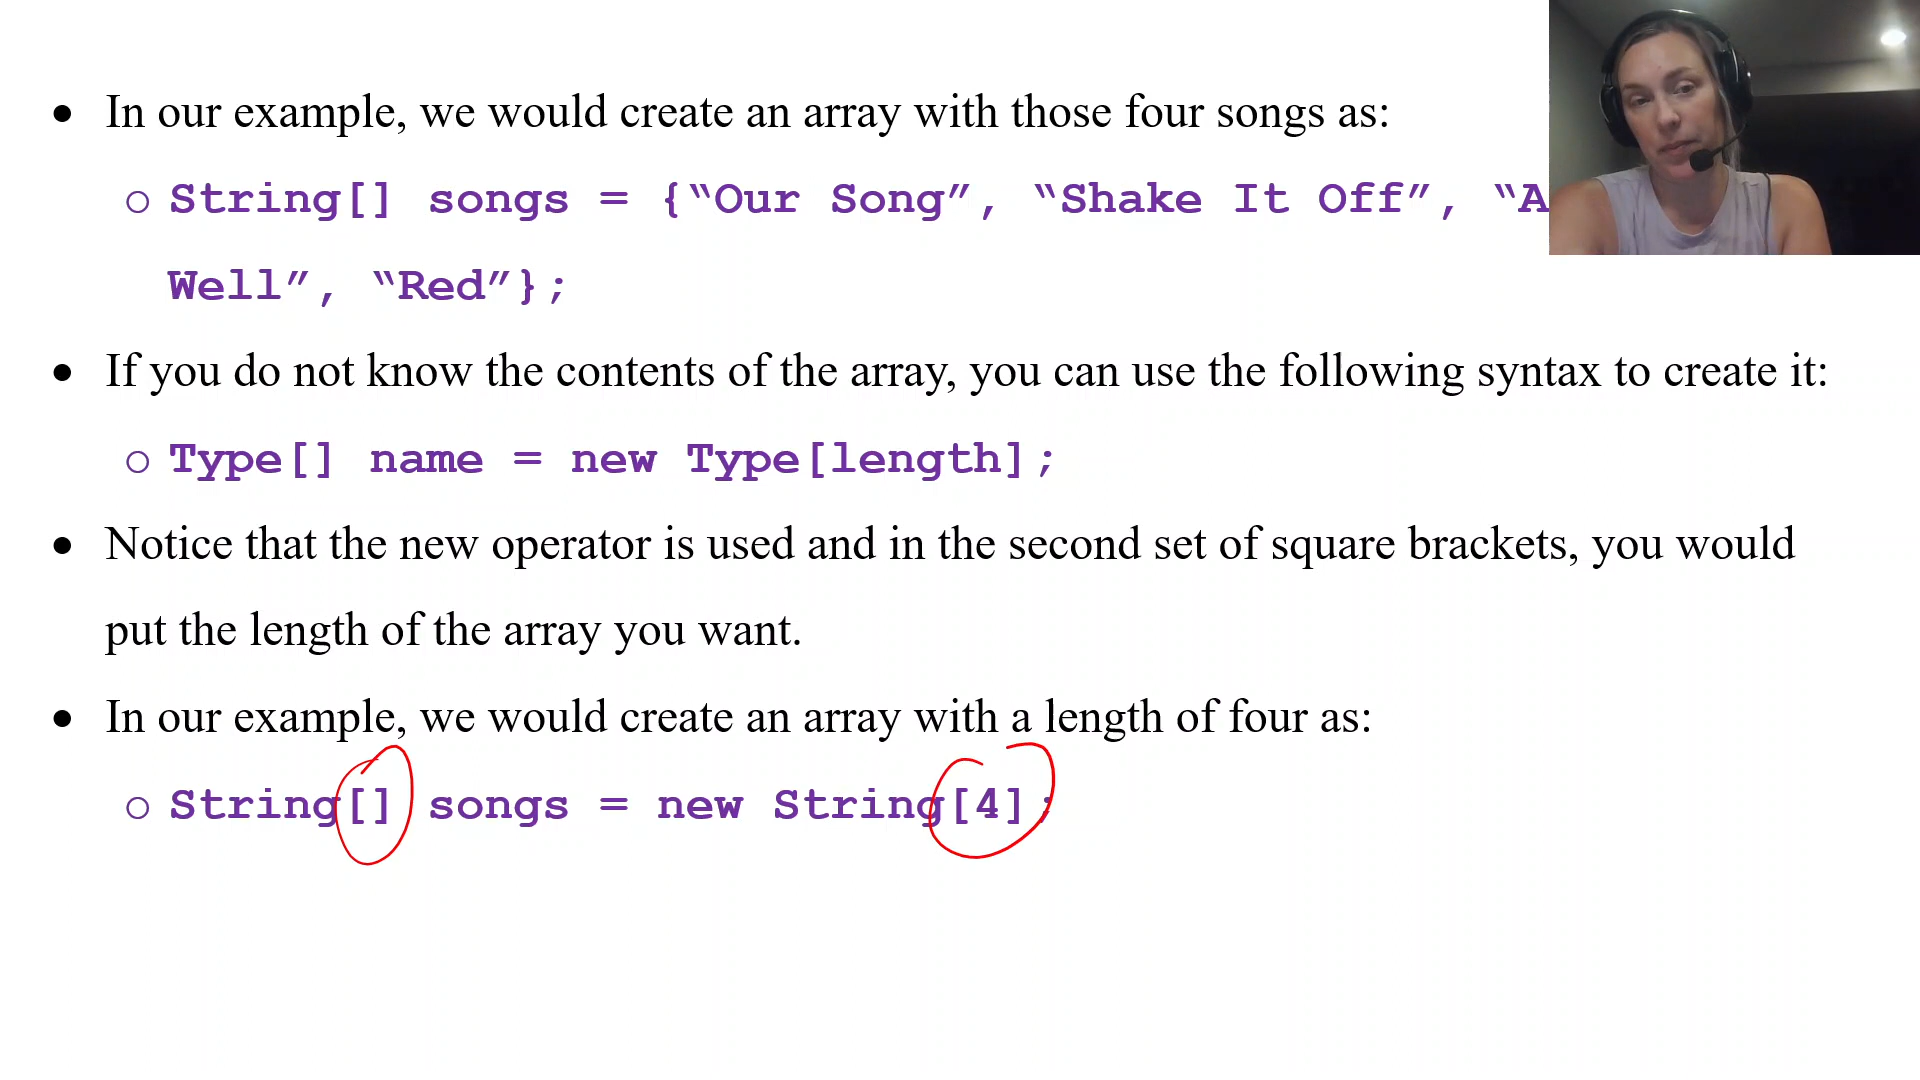 • In our example, we would create an array with those four songs as:
○ String[] songs = {“Our Song”, “Shake It Off”, “A
Well”, “Red”};
• If you do not know the contents of the array, you can use the following syntax to create it:
○ Type[] name = new Type[length];
• Notice that the new operator is used and in the second set of square brackets, you would
put the length of the array you want.
• In our example, we would create an array with a length of four as:
○ String[] songs = new String[4];